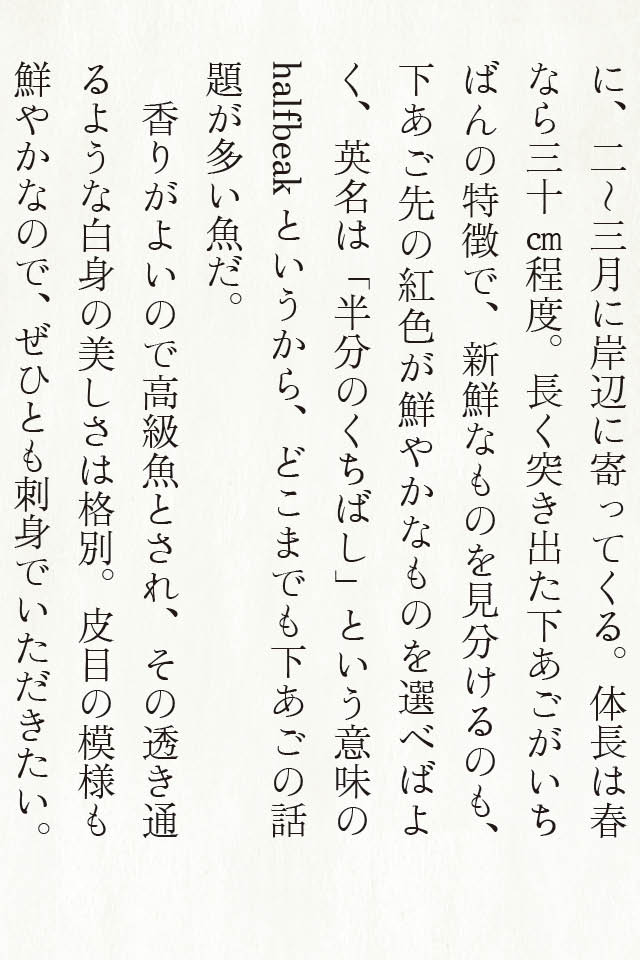 に、二～三月に岸辺に寄ってくる。体長は春
なら三十㎝程度。長く突き出た下あごがいち
ばんの特徴で、新鮮なものを見分けるのも、
下あご先の紅色が鮮やかなものを選べばよ
く、英名は「半分のくちばし」という意味の
halfbeakというから、どこまでも下あごの話
題が多い魚だ。
香りがよいので高級魚とされ、その透き通
るような白身の美しさは格別。皮目の模様も
鮮やかなので、ぜひとも刺身でいただきたい。